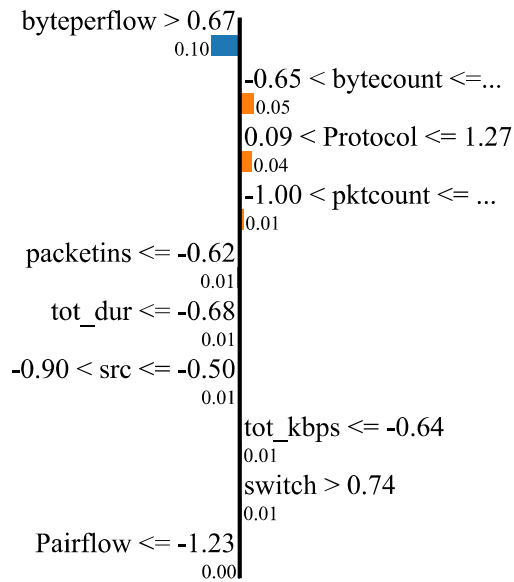 byteperflow > 0.67
0.10
-0.65 < bytecount <=...
0.05
0.09 < Protocol <= 1.27
0.04
-1.00 < pktcount <= ...
0.01
packetins <= -0.62
0.01
tot_dur <= -0.68
0.01
-0.90 < src <= -0.50
0.01
tot_kbps <= -0.64
0.01
switch > 0.74
0.01
Pairflow <= -1.23
0.00